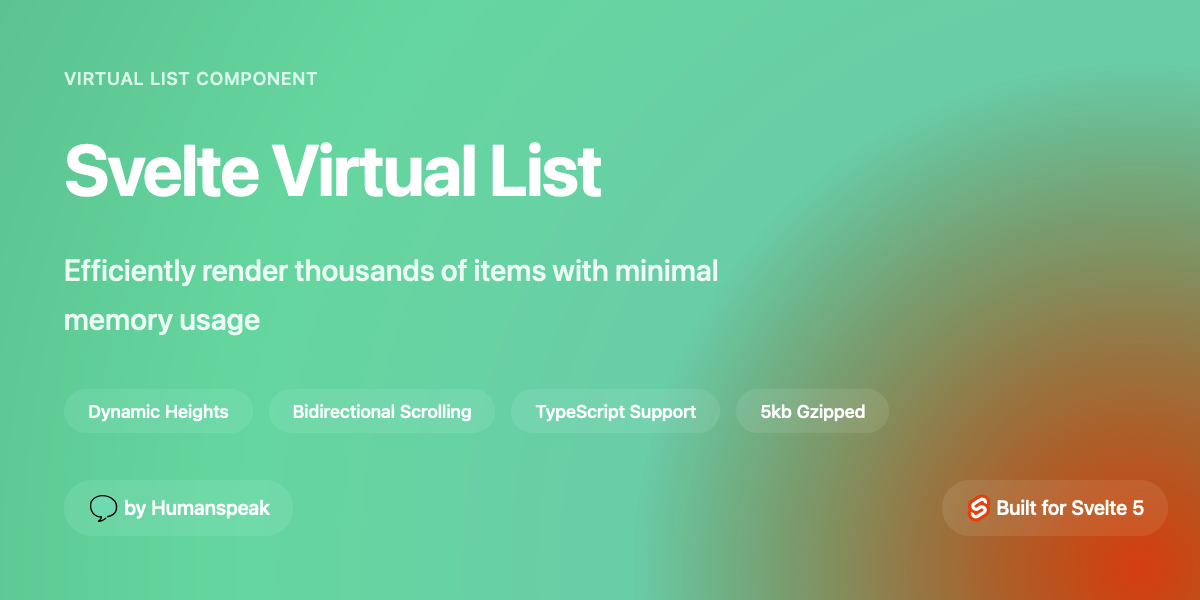 VIRTUAL LIST COMPONENT
Svelte Virtual List
Efficiently render thousands of items with minimal
memory usage
Dynamic Heights
Bidirectional Scrolling
TypeScript Support
5kb Gzipped
by Humanspeak
Built for Svelte 5